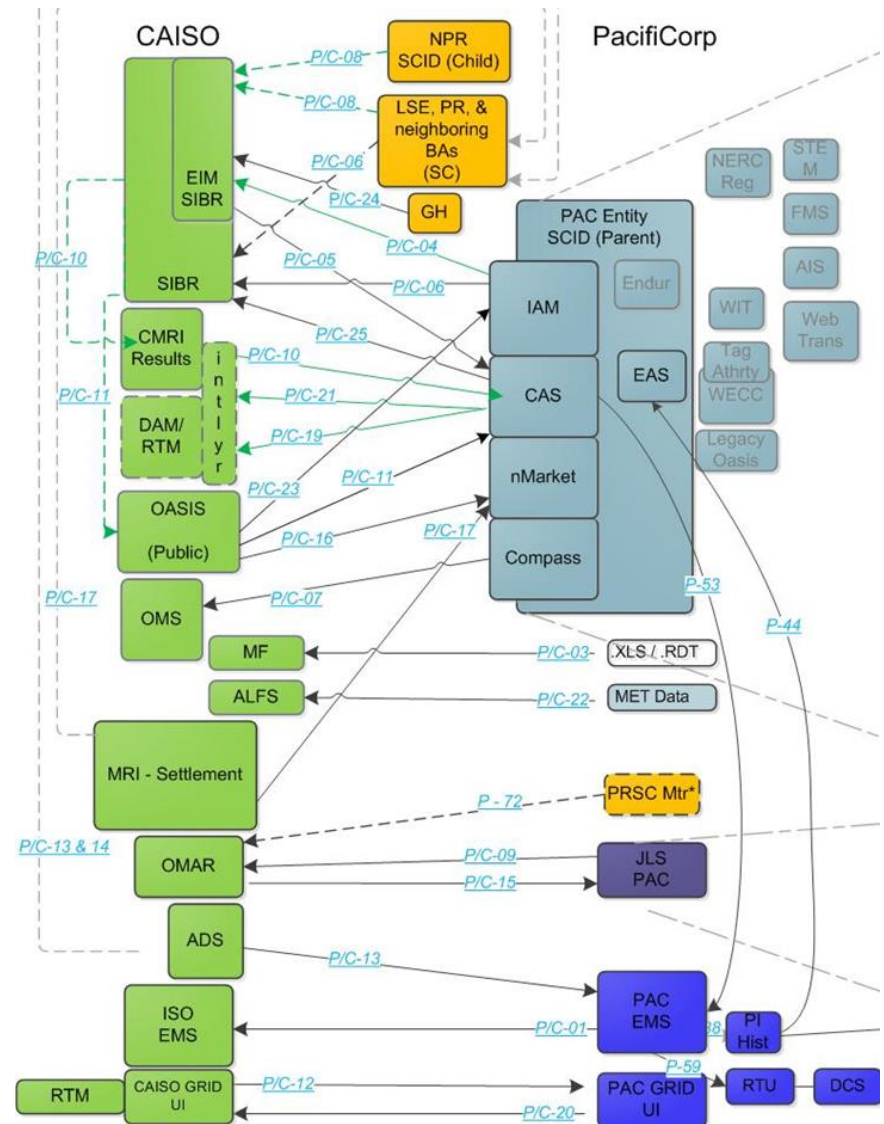 CAISO
PacifiCorp
NPR
SCID (Child)
P/C-08
P/C-08
LSE, PR, &
neighboring
BAs
(SC)
P/C-06
EIM
SIBR
P/C-24
GH
NERC
Reg
STE
M
FMS
PAC Entity
SCID (Parent)
P/C-10
P/C-04
P/C-05
AIS
SIBR
P/C-06
IAM
Endur
WIT
Web
Trans
CMRI
Results
P/C-25
i
n
t
l
y
r
P/C-10
Tag
Athrty
EAS
WECC
P/C-11
P/C-21
CAS
DAM/
RTM
P/C-19
Legacy
Oasis
P/C-23
P/C-11
nMarket
OASIS
(Public)
P/C-16
P/C-17
Compass
P/C-17
P/C-07
P-53
OMS
P-44
MF
P/C-03
.XLS / .RDT
ALFS
P/C-22
MET Data
MRI - Settlement
P - 72
PRSC Mtr*
P/C-13 & 14
OMAR
P/C-09
JLS
PAC
P/C-15
ADS
P/C-13
ISO
EMS
P/C-01
PAC
EMS
38
PI
Hist
P-59
RTM
CAISO GRID
UI
P/C-12
PAC GRID
UI
RTU
DCS
P/C-20